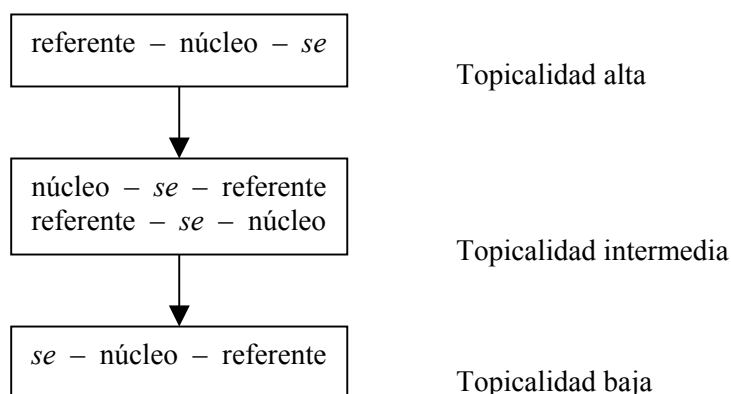 referente – núcleo – se
Topicalidad alta
núcleo – se – referente
referente – se – núcleo
Topicalidad intermedia
se – núcleo – referente
Topicalidad baja